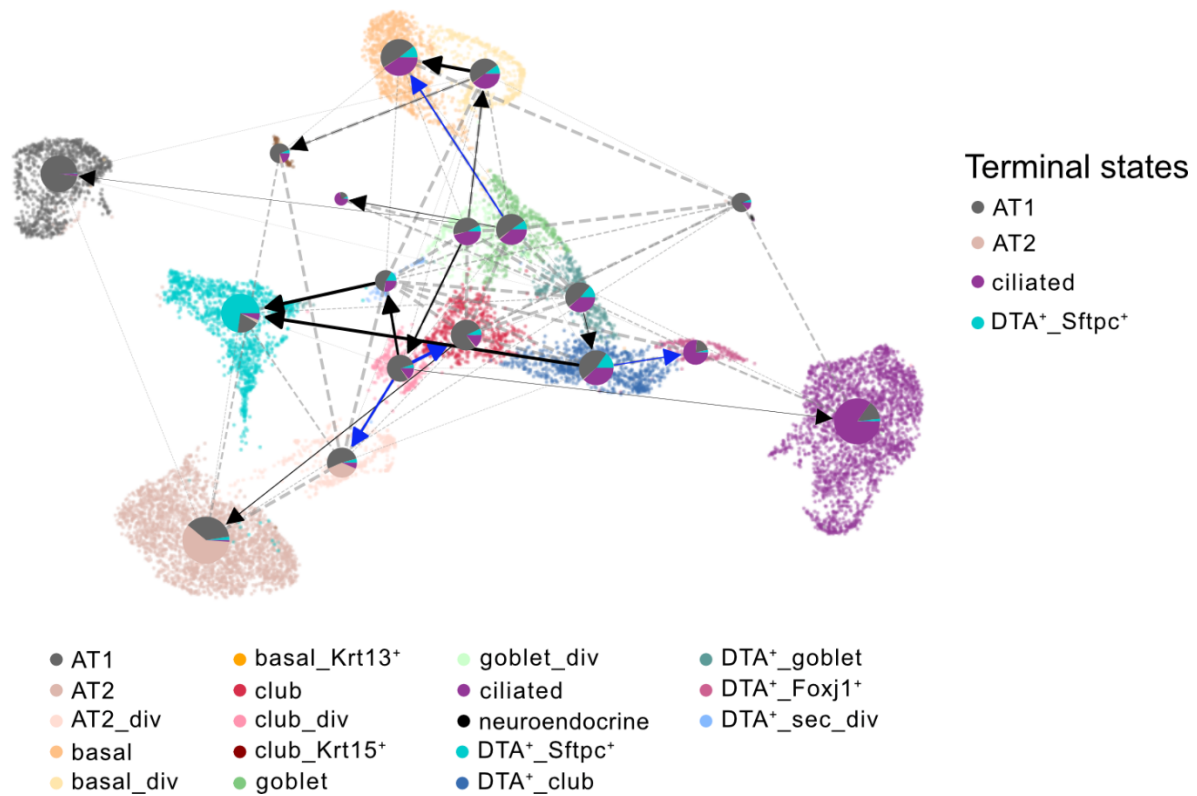 Terminal states
AT1
AT2
ciliated
DTA⁺_Sftpc⁺
AT1
AT2
AT2_div
basal
basal_div
basal_Krt13⁺
club
club_div
club_Krt15⁺
goblet
goblet_div
ciliated
neuroendocrine
DTA⁺_Sftpc⁺
DTA⁺_club
DTA⁺_goblet
DTA⁺_Foxj1⁺
DTA⁺_sec_div